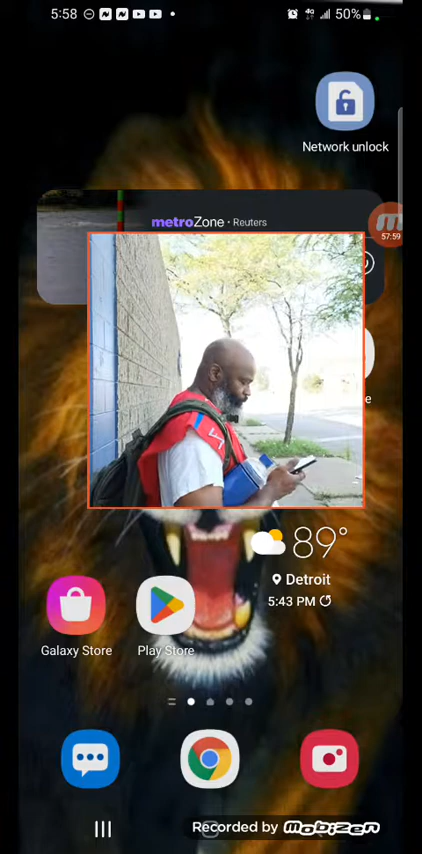 5:58
4G
50%
Network unlock
metroZone · Reuters
57:59
e
89°
Detroit
5:43 PM
Galaxy Store
Play Store
Recorded by mobizen